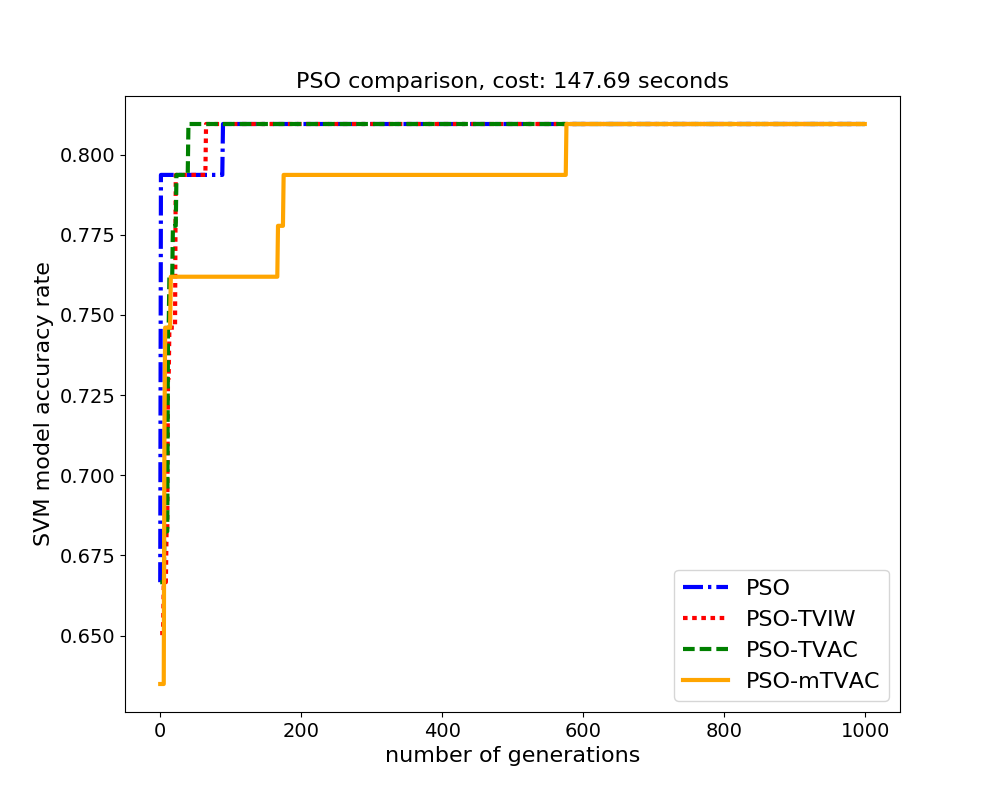 PSO comparison, cost: 147.69 seconds
SVM model accuracy rate
0.800
0.775
0.750
0.725
0.700
0.675
0.650
0
200
400
600
800
1000
number of generations
PSO
PSO-TVIW
PSO-TVAC
PSO-mTVAC